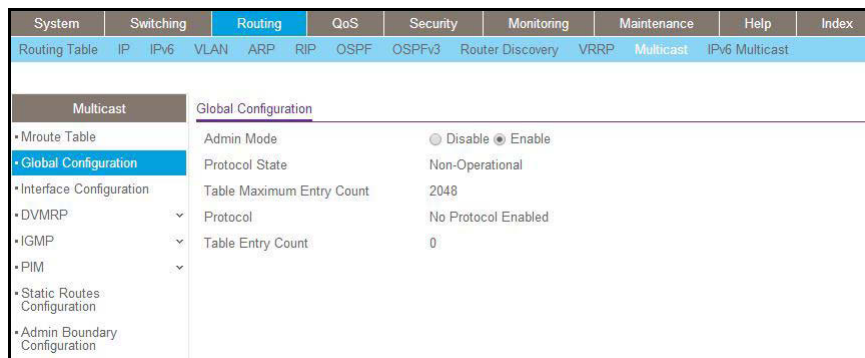 System Switching Routing QoS Security Monitoring Maintenance Help Index
Routing Table IP IPv6 VLAN ARP RIP OSPF OSPFv3 Router Discovery VRRP Multicast IPv6 Multicast
Multicast
Global Configuration
• Mroute Table
• Global Configuration
• Interface Configuration
• DVMRP
• IGMP
• PIM
• Static Routes
Configuration
• Admin Boundary
Configuration
Admin Mode Disable Enable
Protocol State Non-Operational
Table Maximum Entry Count 2048
Protocol No Protocol Enabled
Table Entry Count 0